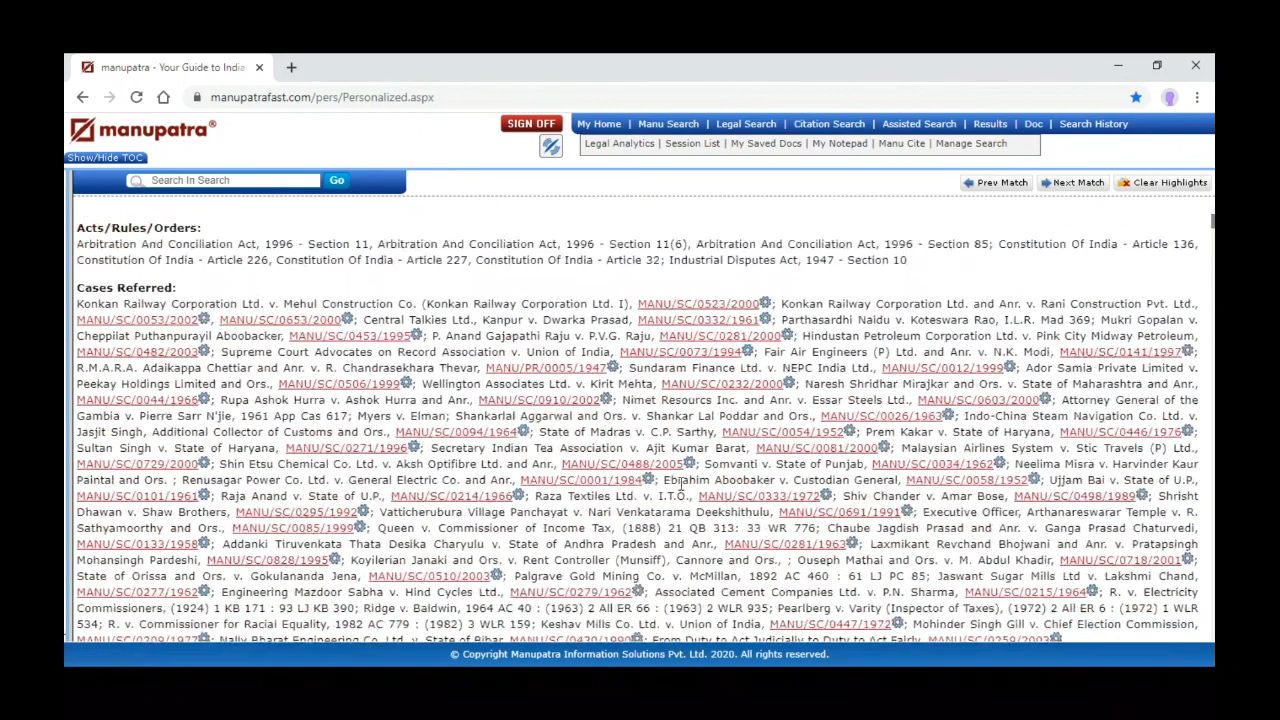 manupatra - Your Guide to India
manupatrafast.com/pers/Personalized.aspx
manupatra®
SIGN OFF
My Home | Manu Search | Legal Search | Citation Search | Assisted Search | Results | Doc | Search History
Legal Analytics | Session List | My Saved Docs | My Notepad | Manu Cite | Manage Search
Show/Hide TOC
Search In Search Go Prev Match Next Match Clear Highlights
Acts/Rules/Orders:
Arbitration And Conciliation Act, 1996 - Section 11, Arbitration And Conciliation Act, 1996 - Section 11(6), Arbitration And Conciliation Act, 1996 - Section 85; Constitution Of India - Article 136,
Constitution Of India - Article 226, Constitution Of India - Article 227, Constitution Of India - Article 32; Industrial Disputes Act, 1947 - Section 10
Cases Referred:
Konkan Railway Corporation Ltd. v. Mehul Construction Co. (Konkan Railway Corporation Ltd. I), MANU/SC/0523/2000; Konkan Railway Corporation Ltd. and Anr. v. Rani Construction Pvt. Ltd.,
MANU/SC/0053/2002, MANU/SC/0653/2000; Central Talkies Ltd., Kanpur v. Dwarka Prasad, MANU/SC/0332/1961; Parthasardhi Naidu v. Koteswara Rao, I.L.R. Mad 369; Mukri Gopalan v.
Cheppilat Puthanpurayil Aboobacker, MANU/SC/0453/1995; P. Anand Gajapathi Raju v. P.V.G. Raju, MANU/SC/0281/2000; Hindustan Petroleum Corporation Ltd. v. Pink City Midway Petroleum,
MANU/SC/0482/2003; Supreme Court Advocates on Record Association v. Union of India, MANU/SC/0073/1994; Fair Air Engineers (P) Ltd. and Anr. v. N.K. Modi, MANU/SC/0141/1997;
R.M.A.R.A. Adaikappa Chettiar and Anr. v. R. Chandrasekhara Thevar, MANU/PR/0005/1947; Sundaram Finance Ltd. v. NEPC India Ltd., MANU/SC/0012/1999; Ador Samia Private Limited v.
Peekay Holdings Limited and Ors., MANU/SC/0506/1999; Wellington Associates Ltd. v. Kirit Mehta, MANU/SC/0232/2000; Naresh Shridhar Mirajkar and Ors. v. State of Maharashtra and Anr.,
MANU/SC/0044/1966; Rupa Ashok Hurra v. Ashok Hurra and Anr., MANU/SC/0910/2002; Nimet Resourcs Inc. and Anr. v. Essar Steels Ltd., MANU/SC/0603/2000; Attorney General of the
Gambia v. Pierre Sarr N'jie, 1961 App Cas 617; Myers v. Elman; Shankarlal Aggarwal and Ors. v. Shankar Lal Poddar and Ors., MANU/SC/0026/1963; Indo-China Steam Navigation Co. Ltd. v.
Jasjit Singh, Additional Collector of Customs and Ors., MANU/SC/0094/1964; State of Madras v. C.P. Sarthy, MANU/SC/0054/1952; Prem Kakar v. State of Haryana, MANU/SC/0446/1976;
Sultan Singh v. State of Haryana, MANU/SC/0271/1996; Secretary Indian Tea Association v. Ajit Kumar Barat, MANU/SC/0081/2000; Malaysian Airlines System v. Stic Travels (P) Ltd.,
MANU/SC/0729/2000; Shin Etsu Chemical Co. Ltd. v. Aksh Optifibre Ltd. and Anr., MANU/SC/0488/2005; Somvanti v. State of Punjab, MANU/SC/0034/1962; Neelima Misra v. Harvinder Kaur
Paintal and Ors. ; Renusagar Power Co. Ltd. v. General Electric Co. and Anr., MANU/SC/0001/1984; Ebrahim Aboobaker v. Custodian General, MANU/SC/0058/1952; Ujjam Bai v. State of U.P.,
MANU/SC/0101/1961; Raja Anand v. State of U.P., MANU/SC/0214/1966; Raza Textiles Ltd. v. I.T.O., MANU/SC/0333/1972; Shiv Chander v. Amar Bose, MANU/SC/0498/1989; Shrisht
Dhawan v. Shaw Brothers, MANU/SC/0295/1992; Vatticherubura Village Panchayat v. Nari Venkatarama Deekshithulu, MANU/SC/0691/1991; Executive Officer, Arthanareswarar Temple v. R.
Sathyamoorthy and Ors., MANU/SC/0085/1999; Queen v. Commissioner of Income Tax, (1888) 21 QB 313: 33 WR 776; Chaube Jagdish Prasad and Anr. v. Ganga Prasad Chaturvedi,
MANU/SC/0133/1958; Addanki Tiruvenkata Thata Desika Charyulu v. State of Andhra Pradesh and Anr., MANU/SC/0281/1963; Laxmikant Revchand Bhojwani and Anr. v. Pratapsingh
Mohansingh Pardeshi, MANU/SC/0828/1995; Koyilerian Janaki and Ors. v. Rent Controller (Munsiff), Cannore and Ors., ; Ouseph Mathai and Ors. v. M. Abdul Khadir, MANU/SC/0718/2001;
State of Orissa and Ors. v. Gokulananda Jena, MANU/SC/0510/2003; Palgrave Gold Mining Co. v. McMillan, 1892 AC 460 : 61 LJ PC 85; Jaswant Sugar Mills Ltd v. Lakshmi Chand,
MANU/SC/0277/1962; Engineering Mazdoor Sabha v. Hind Cycles Ltd., MANU/SC/0279/1962; Associated Cement Companies Ltd. v. P.N. Sharma, MANU/SC/0215/1964; R. v. Electricity
Commissioners, (1924) 1 KB 171 : 93 LJ KB 390; Ridge v. Baldwin, 1964 AC 40 : (1963) 2 All ER 66 : (1963) 2 WLR 935; Pearlberg v. Varity (Inspector of Taxes), (1972) 2 All ER 6 : (1972) 1 WLR
534; R. v. Commissioner for Raciai Equality, 1982 AC 779 : (1982) 3 WLR 159; Keshav Mills Co. Ltd. v. Union of India, MANU/SC/0447/1972; Mohinder Singh Gill v. Chief Election Commission,
MANU/SC/0209/1977; Nally Bharat Engineering Co. Ltd. v. State of Bihar, MANU/SC/0430/1990; From Duty to Act Judicially to Duty to Act Fairly, MANU/SC/0259/2003;
© Copyright Manupatra Information Solutions Pvt. Ltd. 2020. All rights reserved.